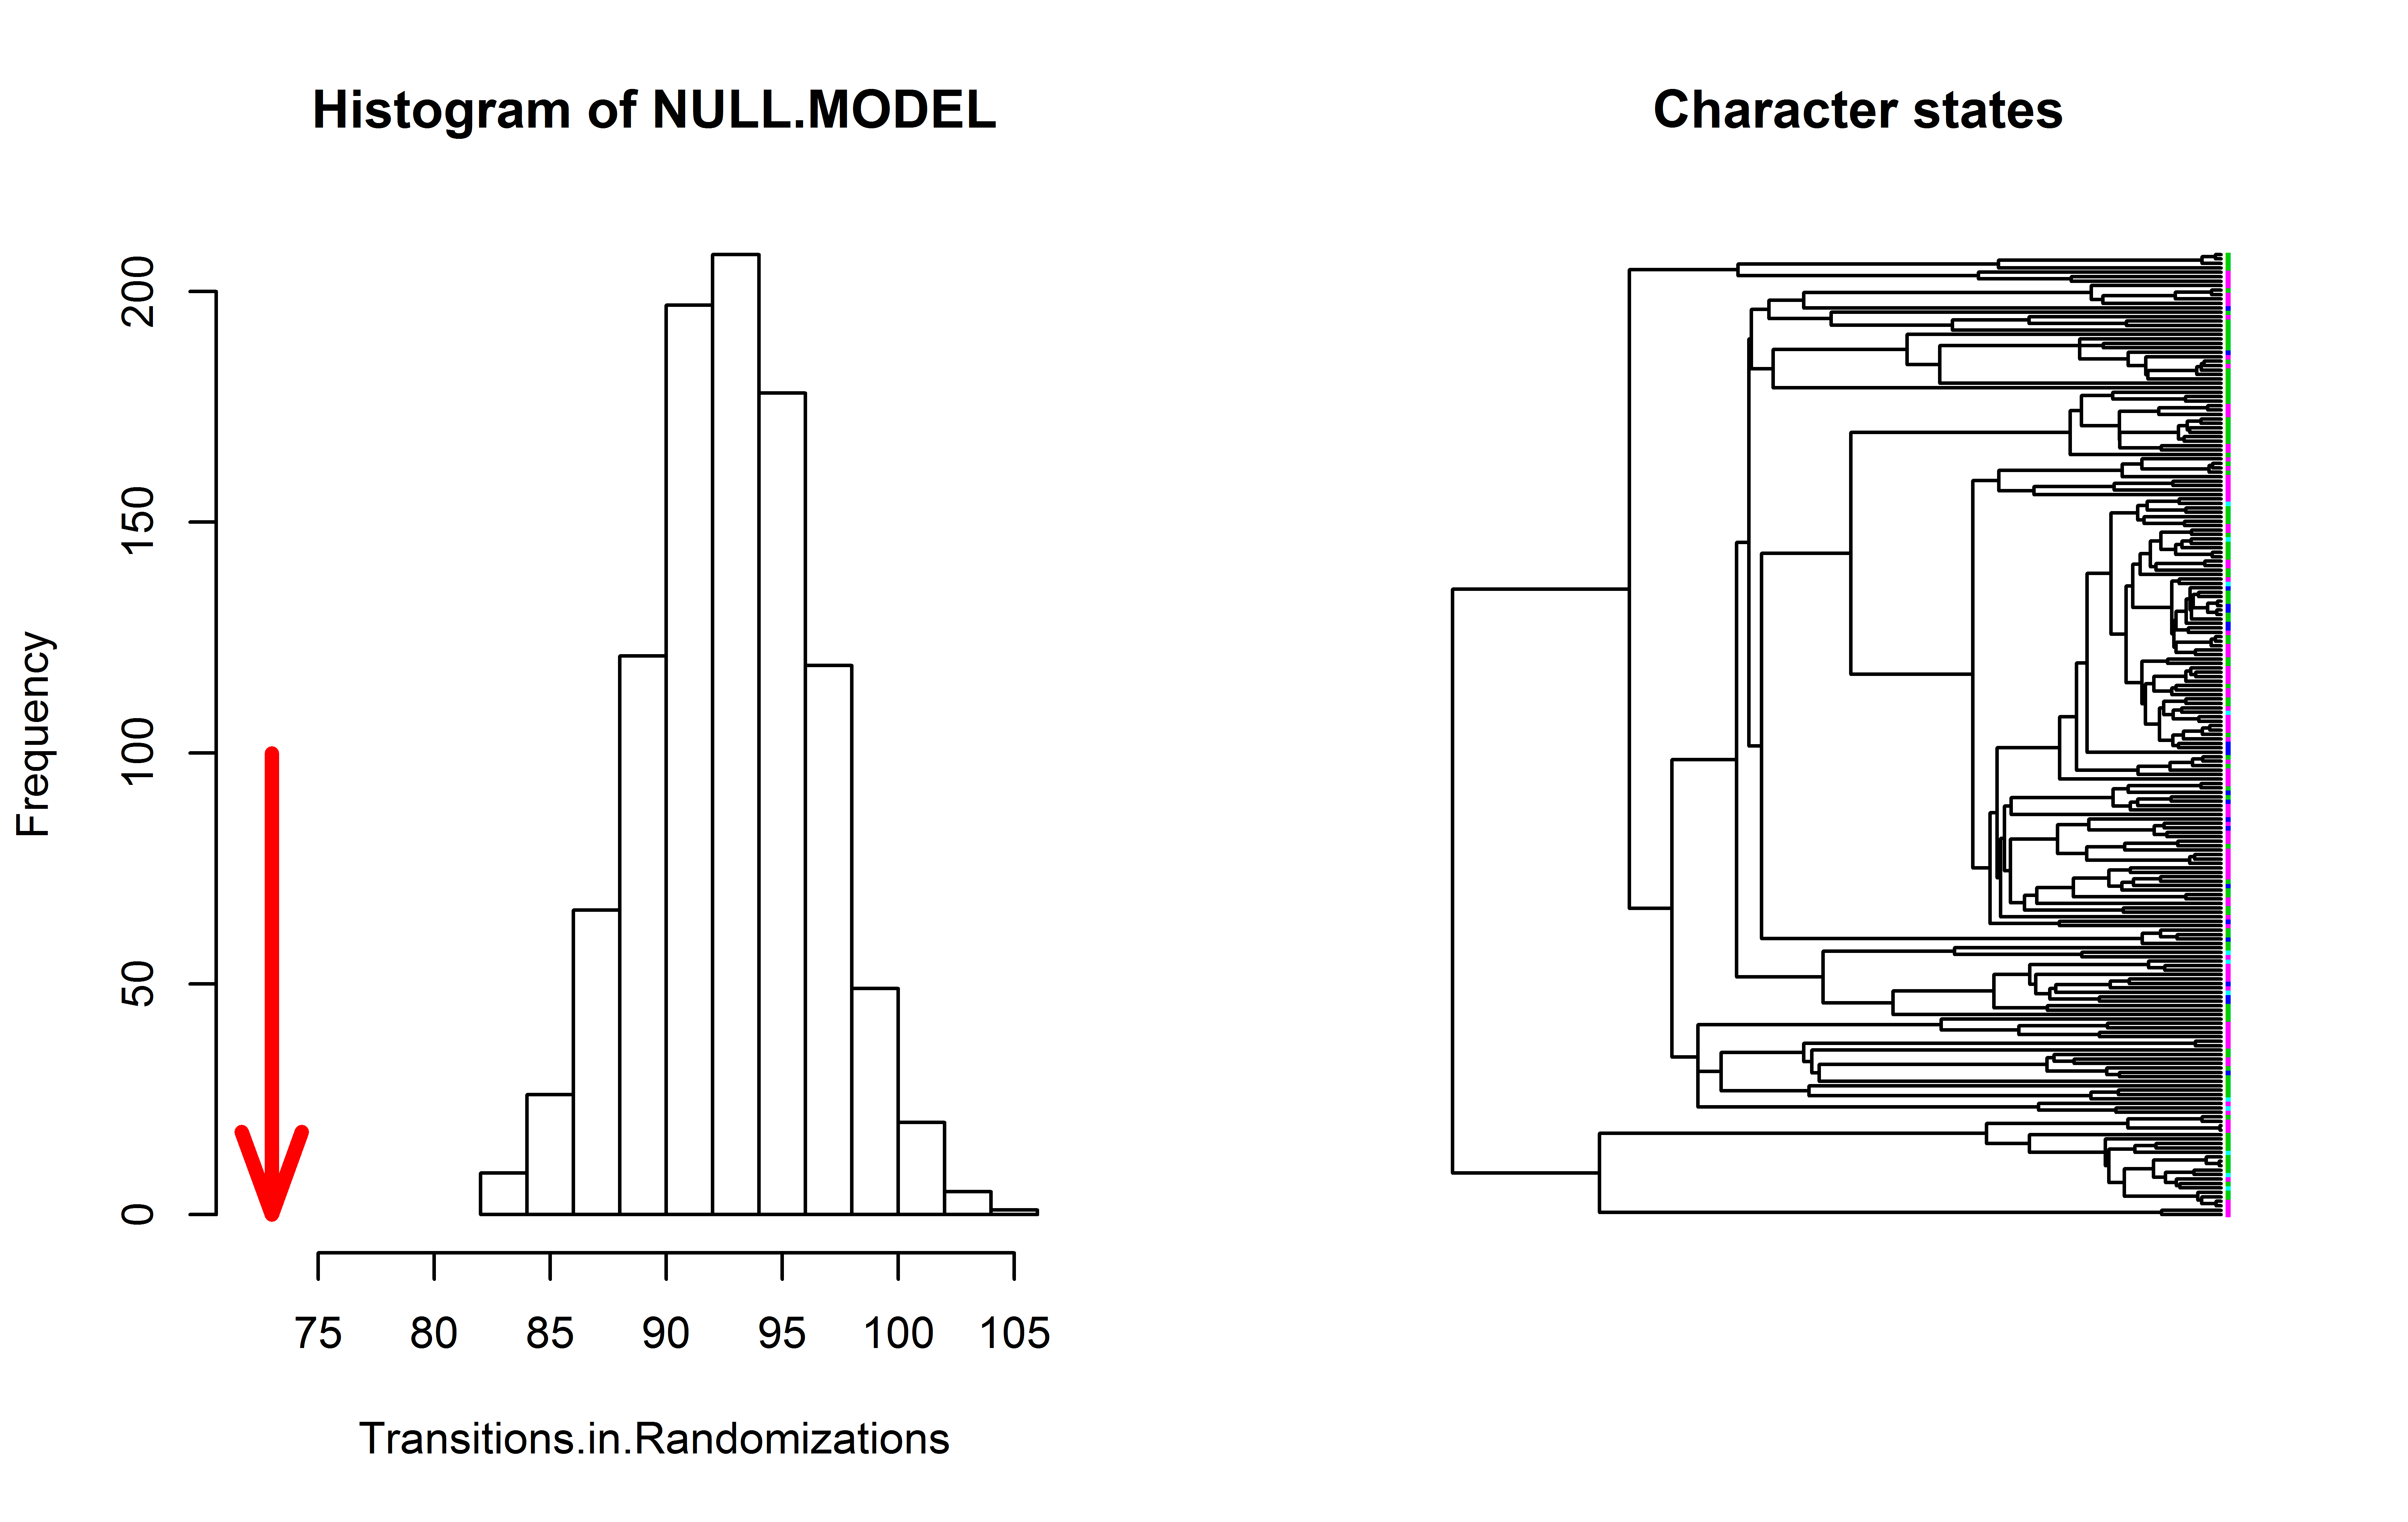 Histogram of NULL.MODEL
Character states
Frequency
200
150
100
50
0
75 80 85 90 95 100 105
Transitions.in.Randomizations